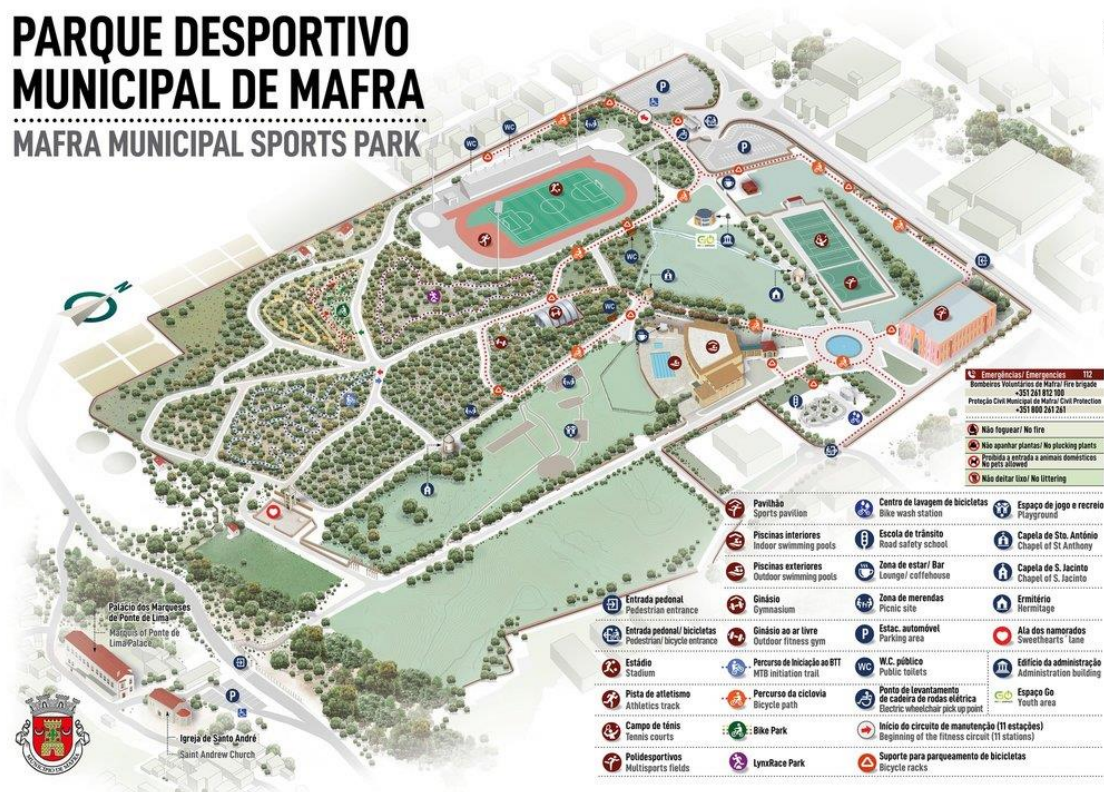 PARQUE DESPORTIVO
MUNICIPAL DE MAFRA
MAFRA MUNICIPAL SPORTS PARK
N
P
P
WC
WC
WC
WC
GO
Emergências/ Emergencies 112
Bombeiros Voluntários de Mafra/ Fire brigade
+351 261 812 100
Proteção Civil Municipal de Mafra/ Civil Protection
+351 800 261 261
Não foguear/ No fire
Não apanhar plantas/ No plucking plants
Proibida a entrada a animais domésticos
No pets allowed
Não deitar lixo/ No littering
Entrada pedonal
Pedestrian entrance
Entrada pedonal/ bicicletas
Pedestrian/ bicycle entrance
Estádio
Stadium
Pista de atletismo
Athletics track
Campo de ténis
Tennis courts
Polidesportivos
Multisports fields
Pavilhão
Sports pavilion
Piscinas interiores
Indoor swimming pools
Piscinas exteriores
Outdoor swimming pools
Ginásio
Gymnasium
Ginásio ao ar livre
Outdoor fitness gym
Percurso de Iniciação ao BTT
MTB initiation trail
Percurso da ciclovia
Bicycle path
Bike Park
LynxRace Park
Centro de lavagem de bicicletas
Bike wash station
Escola de trânsito
Road safety school
Zona de estar/ Bar
Lounge/ coffehouse
Zona de merendas
Picnic site
P
Estac. automóvel
Parking area
WC
W.C. público
Public toilets
Ponto de levantamento
de cadeira de rodas elétrica
Electric wheelchair pick up point
Início do circuito de manutenção (11 estações)
Beginning of the fitness circuit (11 stations)
Suporte para parqueamento de bicicletas
Bicycle racks
Espaço de jogo e recreio
Playground
Capela de Sto. António
Chapel of St Anthony
Capela de S. Jacinto
Chapel of S. Jacinto
Ermitério
Hermitage
Ala dos namorados
Sweethearts' lane
Edifício da administração
Administration building
GO
Espaço Go
Youth area
Palácio dos Marqueses
de Ponte de Lima
Marquis of Ponte de
Lima Palace
P
Igreja de Santo André
Saint Andrew Church
MUNICÍPIO DE MAFRA